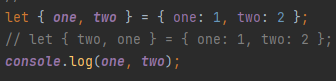 let { one, two } = { one: 1, two: 2 };
// let { two, one } = { one: 1, two: 2 };
console.log(one, two);